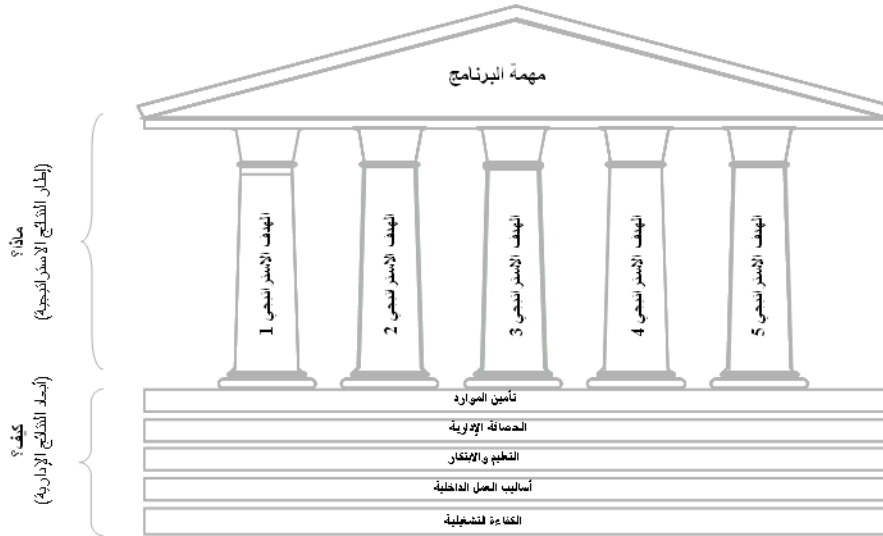 مهمة البرنامج
ماذا؟
(إطار النتائج الاستراتيجية)
الهدف الاستراتيجي 1
الهدف الاستراتيجي 2
الهدف الاستراتيجي 3
الهدف الاستراتيجي 4
الهدف الاستراتيجي 5
كيف؟
(أبعاد النتائج الإدارية)
تأمين الموارد
الحصافة الإدارية
التعليم والابتكار
أساليب العمل الداخلية
الكفاءة التشغيلية